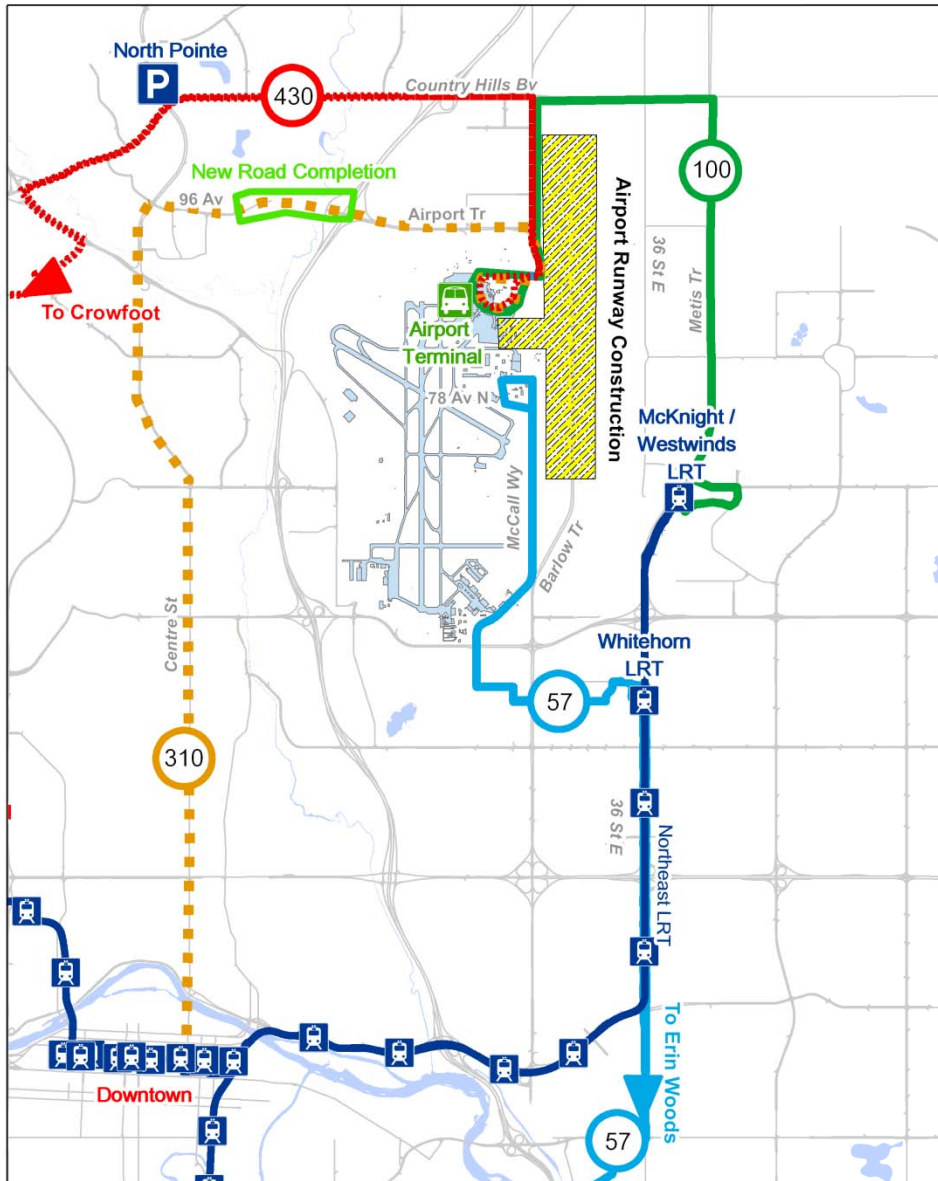 North Pointe
P
430
Country Hills Bv
New Road Completion
96 Av
Airport Tr
100
To Crowfoot
Airport
Terminal
Airport Runway Construction
36 St E
Metis Tr
78 Av N
McKnight /
Westwinds
LRT
McCall Wy
Barlow Tr
Centre St
Whitehorn
LRT
57
310
36 St E
Northeast LRT
To Erin Woods
Downtown
57